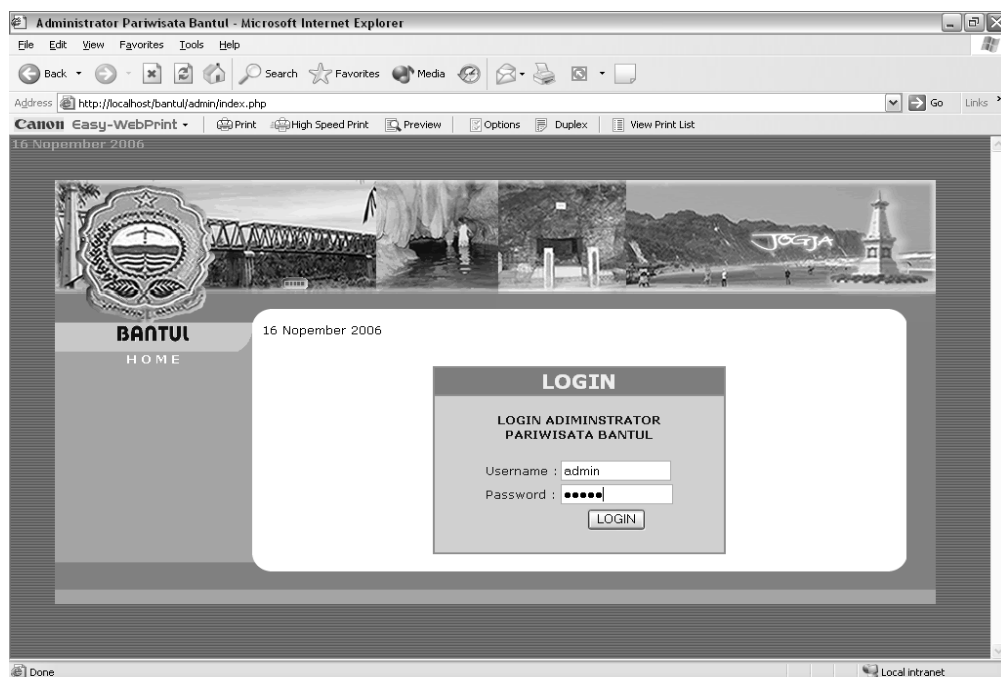 Administrator Pariwisata Bantul - Microsoft Internet Explorer
File Edit View Favorites Tools Help
Back Search Favorites Media
Address http://localhost/bantul/admin/index.php Go Links
Canon Easy-WebPrint Print High Speed Print Preview Options Duplex View Print List
16 Nopember 2006
JOGJA
BANTUL
HOME
16 Nopember 2006
LOGIN
LOGIN ADIMINSTRATOR
PARIWISATA BANTUL
Username : admin
Password : •••••
LOGIN
Done Local intranet